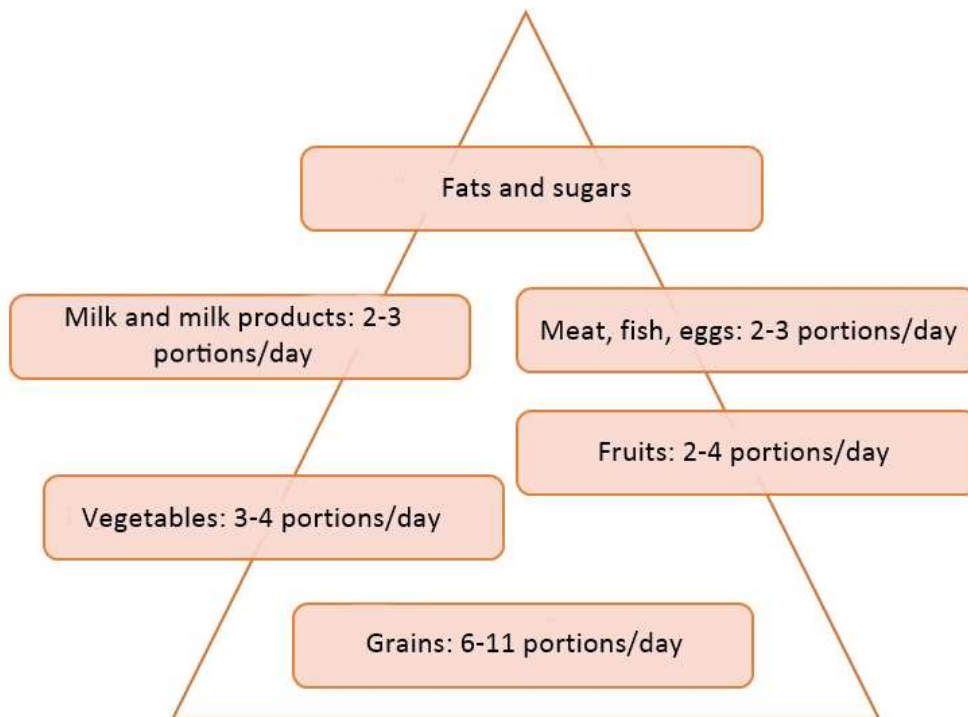 Fats and sugars
Milk and milk products: 2-3
portions/day
Meat, fish, eggs: 2-3 portions/day
Fruits: 2-4 portions/day
Vegetables: 3-4 portions/day
Grains: 6-11 portions/day